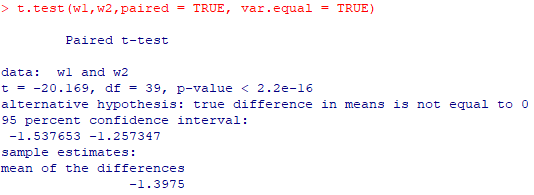 > t.test(w1,w2,paired = TRUE, var.equal = TRUE)
Paired t-test
data:  w1 and w2
t = -20.169, df = 39, p-value < 2.2e-16
alternative hypothesis: true difference in means is not equal to 0
95 percent confidence interval:
-1.537653 -1.257347
sample estimates:
mean of the differences
-1.3975